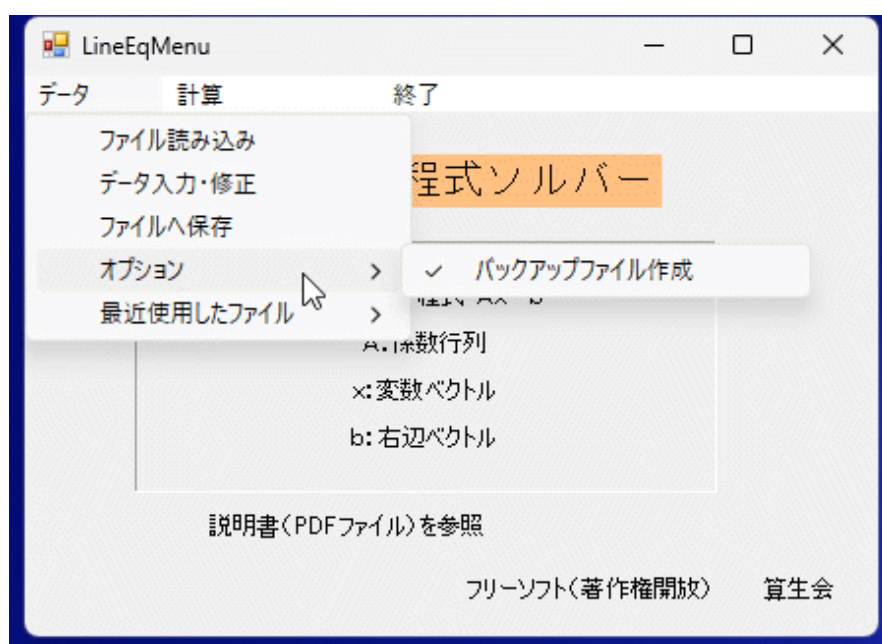 LineEqMenu
データ 計算 終了
ファイル読み込み
データ入力・修正
ファイルへ保存
オプション
最近使用したファイル
バックアップファイル作成
程式ソルバー
A:係数行列
x:変数ベクトル
b:右辺ベクトル
説明書(PDFファイル)を参照
フリーソフト(著作権開放) 算生会